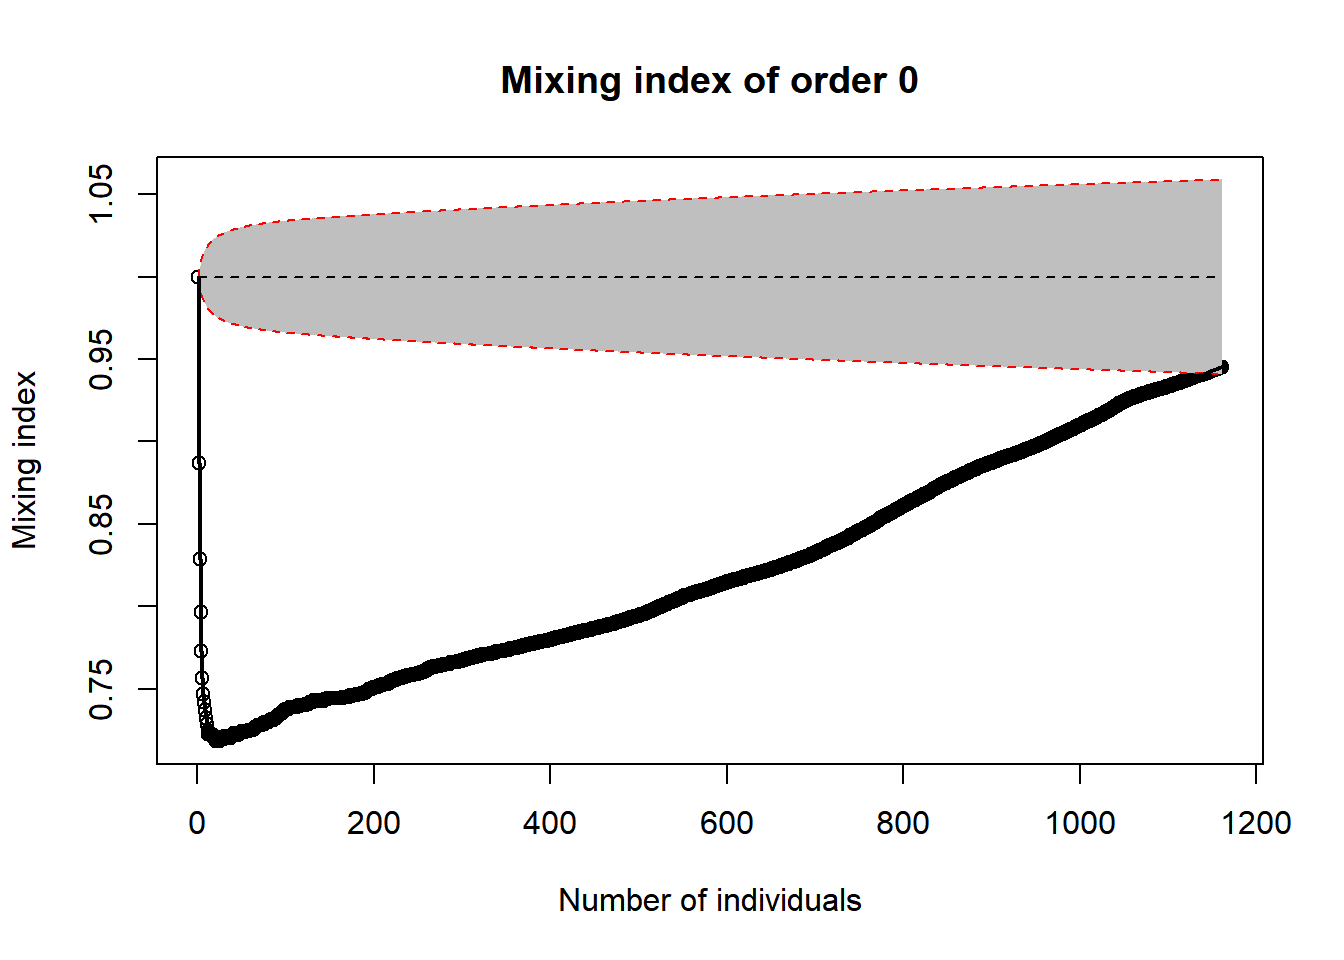 Mixing index of order 0
1.05
0.95
0.85
0.75
Mixing index
0 200 400 600 800 1000 1200
Number of individuals